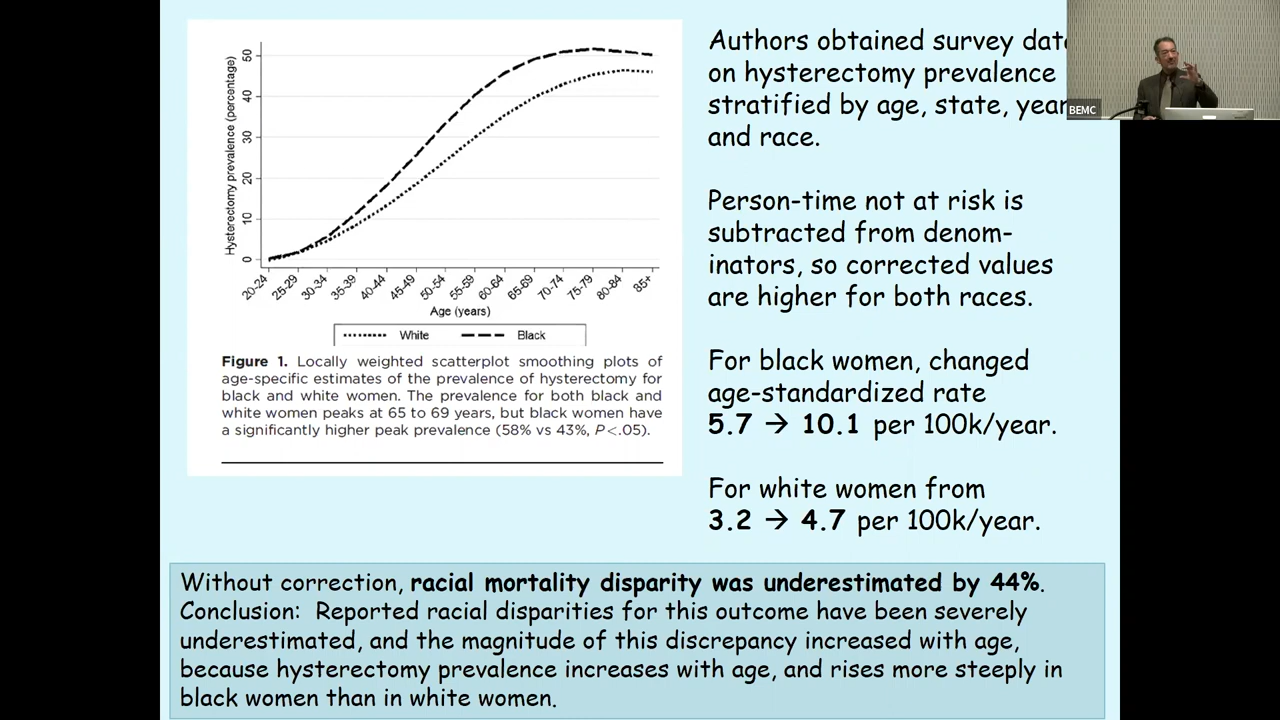 Hysterectomy prevalence (percentage)
50
40
30
20
10
0
20-24
25-29
30-34
35-39
40-44
45-49
50-54
55-59
60-64
65-69
70-74
75-79
80-84
85+
Age (years)
White Black
Figure 1. Locally weighted scatterplot smoothing plots of
age-specific estimates of the prevalence of hysterectomy for
black and white women. The prevalence for both black and
white women peaks at 65 to 69 years, but black women have
a significantly higher peak prevalence (58% vs 43%, P<.05).
Authors obtained survey data
on hysterectomy prevalence
stratified by age, state, year
and race.
Person-time not at risk is
subtracted from denom-
inators, so corrected values
are higher for both races.
For black women, changed
age-standardized rate
5.7 → 10.1 per 100k/year.
For white women from
3.2 → 4.7 per 100k/year.
BEMC
Without correction, racial mortality disparity was underestimated by 44%.
Conclusion: Reported racial disparities for this outcome have been severely
underestimated, and the magnitude of this discrepancy increased with age,
because hysterectomy prevalence increases with age, and rises more steeply in
black women than in white women.